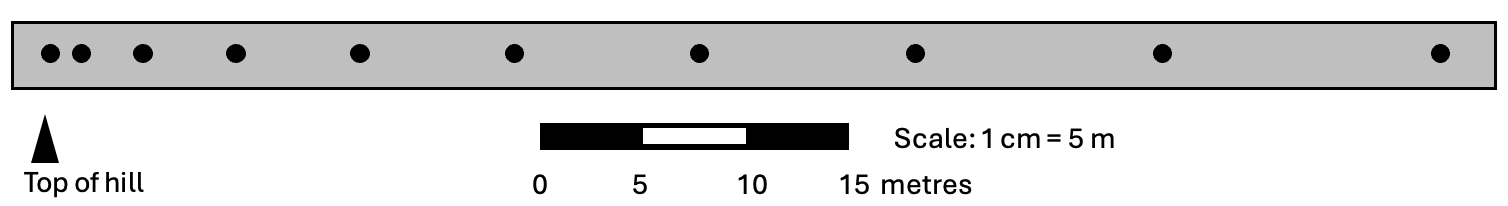 Scale: 1 cm = 5 m
Top of hill
0 5 10 15 metres